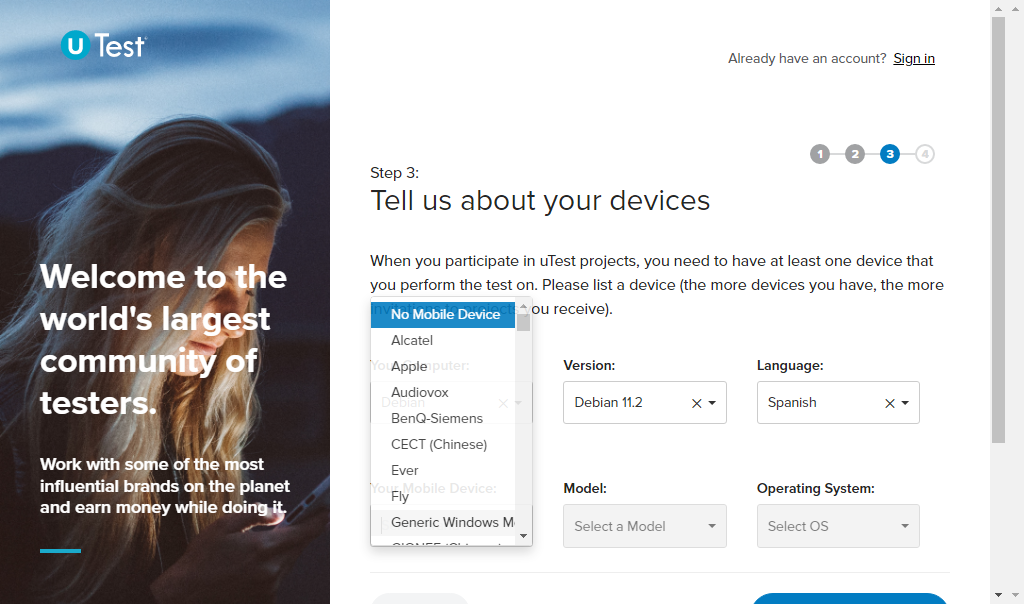 U Test
Already have an account? Sign in
1 2 3 4
Step 3:
Tell us about your devices
When you participate in uTest projects, you need to have at least one device that
you perform the test on. Please list a device (the more devices you have, the more
invitations to projects you receive).
Welcome to the
world's largest
community of
testers.
Work with some of the most
influential brands on the planet
and earn money while doing it.
Your Computer:
Debian
Version:
Debian 11.2
Language:
Spanish
Your Mobile Device:
No Mobile Device
Alcatel
Apple
Audiovox
BenQ-Siemens
CECT (Chinese)
Ever
Fly
Generic Windows Mo
Model:
Select a Model
Operating System:
Select OS